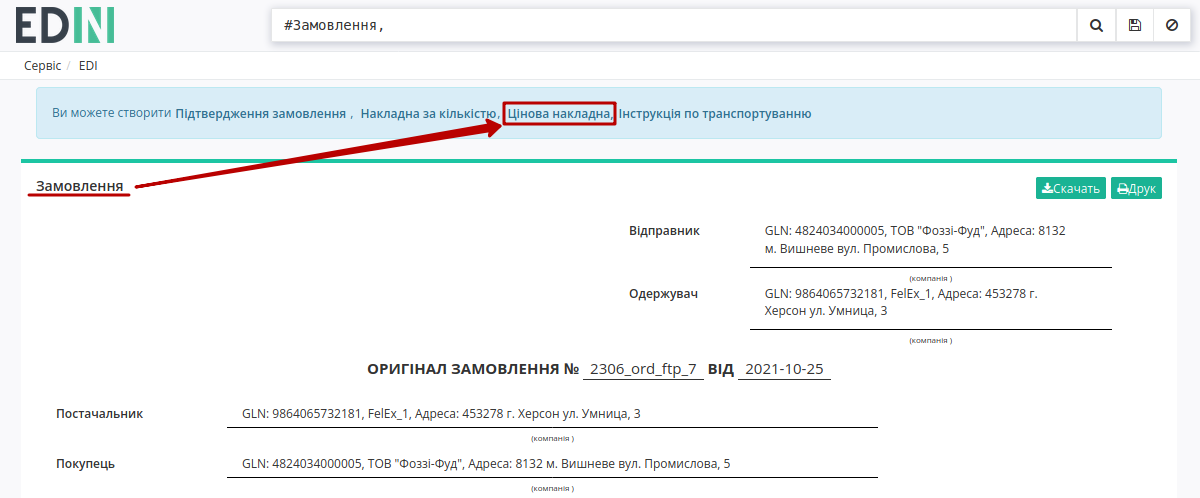 EDIN
#Замовлення,
Сервіс / EDI
Ви можете створити Підтвердження замовлення , Накладна за кількістю, Цінова накладна, Інструкція по транспортуванню
Замовлення
Скачать Друк
Відправник GLN: 4824034000005, ТОВ "Фоззі-Фуд", Адреса: 8132
м. Вишневе вул. Промислова, 5
(компанія )
Одержувач GLN: 9864065732181, FelEx_1, Адреса: 453278 г.
Херсон ул. Умница, 3
(компанія )
ОРИГІНАЛ ЗАМОВЛЕННЯ № 2306_ord_ftp_7 ВІД 2021-10-25
Постачальник GLN: 9864065732181, FelEx_1, Адреса: 453278 г. Херсон ул. Умница, 3
(компанія )
Покупець GLN: 4824034000005, ТОВ "Фоззі-Фуд", Адреса: 8132 м. Вишневе вул. Промислова, 5
(компанія )